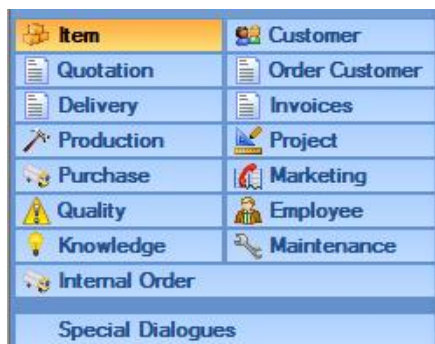 Item Customer
Quotation Order Customer
Delivery Invoices
Production Project
Purchase Marketing
Quality Employee
Knowledge Maintenance
Internal Order
Special Dialogues